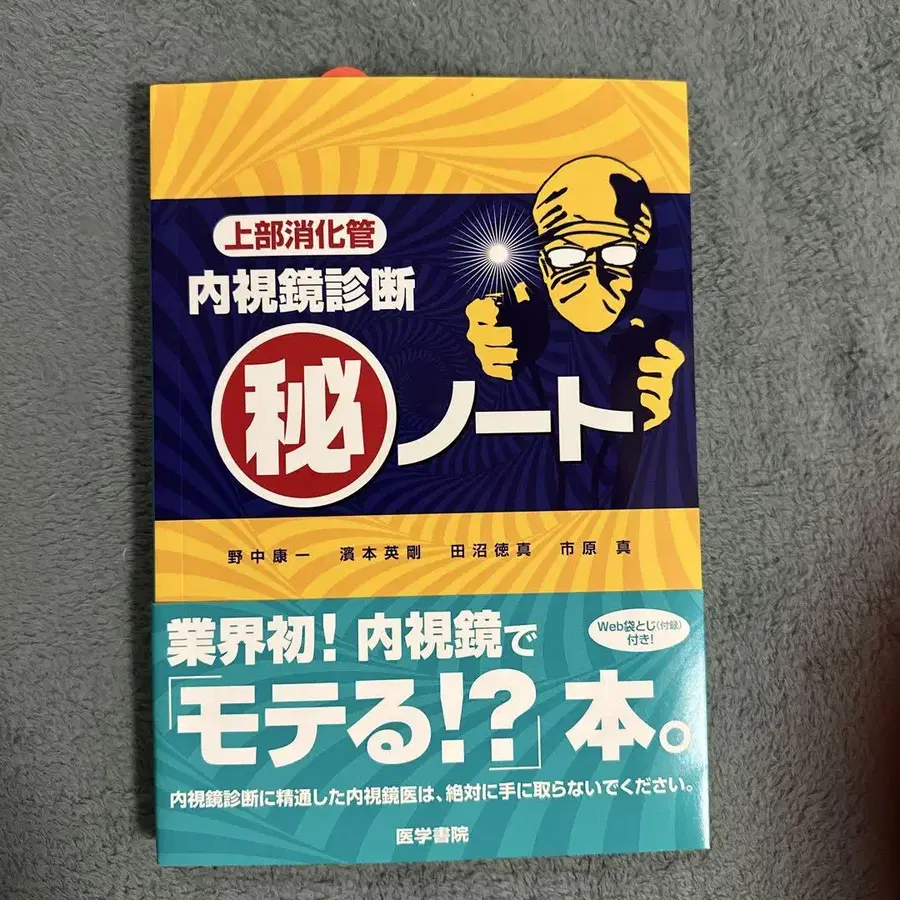 上部消化管
内視鏡診断
秘ノート
野中康一 濱本英剛 田沼徳真 市原 真
業界初！内視鏡で
「モテる!?」本。
Web袋とじ(付録)
付き!
内視鏡診断に精通した内視鏡医は、絶対に手に取らないでください。
医学書院